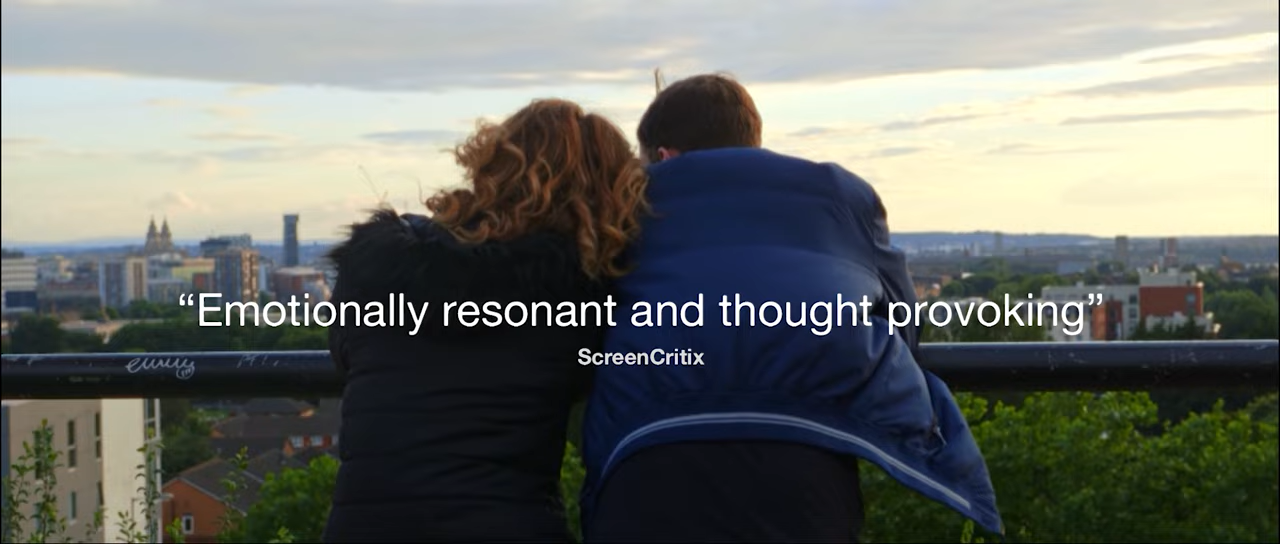 “Emotionally resonant and thought provoking”
ScreenCritix